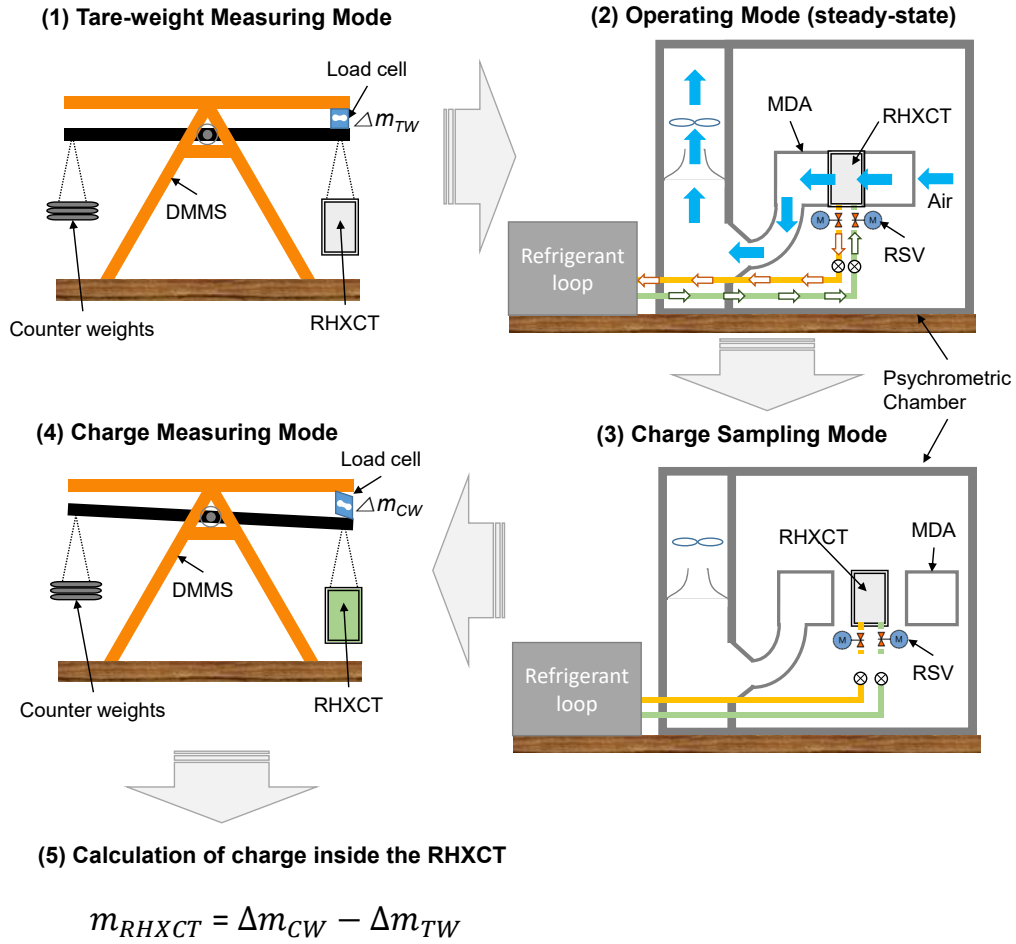 (1) Tare-weight Measuring Mode
Load cell
△m_TW
DMMS
Counter weights
RHXCT
(2) Operating Mode (steady-state)
MDA
RHXCT
Air
M
M
RSV
Refrigerant
loop
Psychrometric
Chamber
(3) Charge Sampling Mode
RHXCT
MDA
M
M
RSV
Refrigerant
loop
(4) Charge Measuring Mode
Load cell
△m_CW
DMMS
Counter weights
RHXCT
(5) Calculation of charge inside the RHXCT
m_RHXCT = Δm_CW − Δm_TW